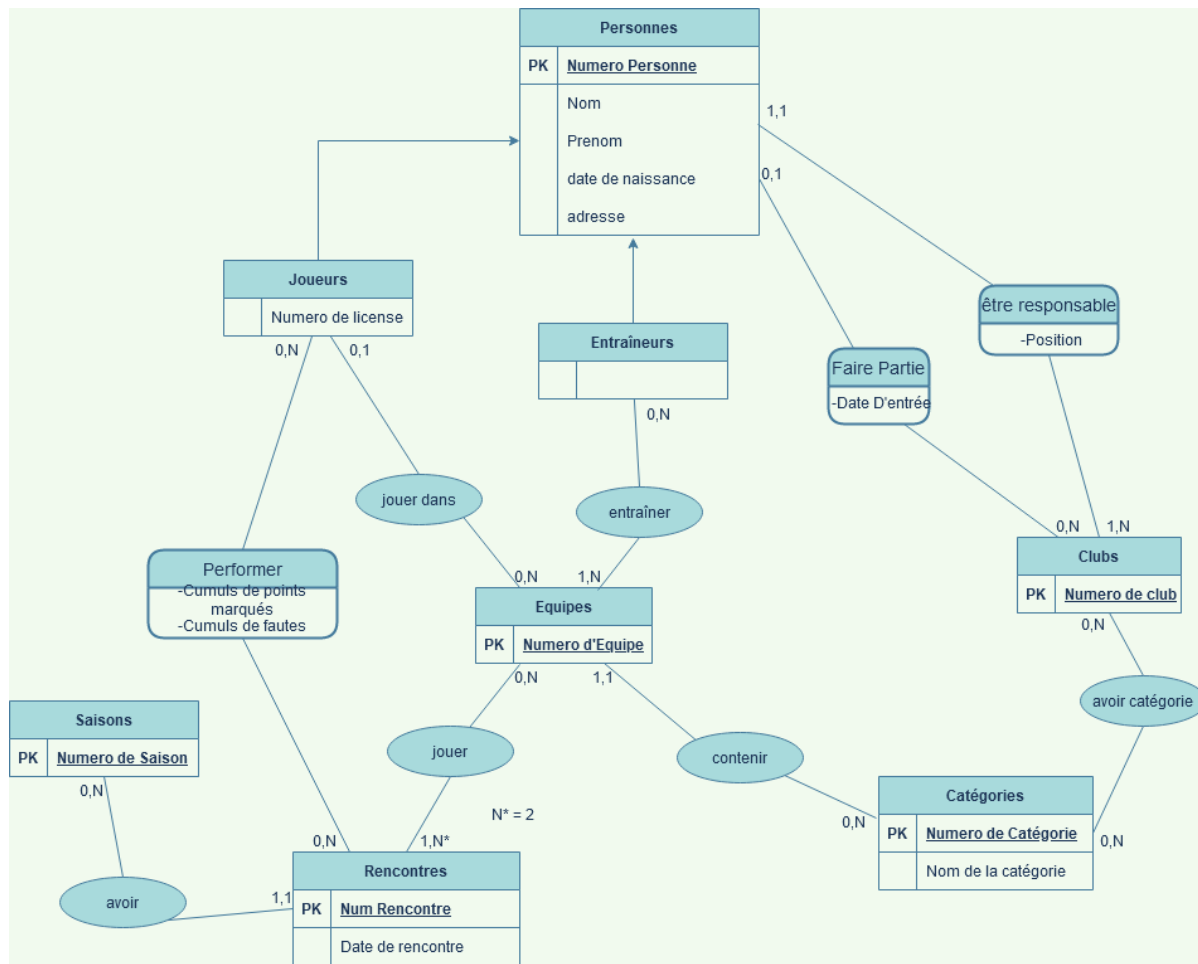 Personnes
PK Numero Personne
Nom
Prenom
date de naissance
adresse
1,1
0,1
Joueurs
Numero de license
0,N
0,1
Entraîneurs
0,N
être responsable
-Position
Faire Partie
-Date D'entrée
jouer dans
entraîner
0,N
1,N
0,N
1,N
Clubs
PK Numero de club
0,N
Performer
-Cumuls de points
marqués
-Cumuls de fautes
Equipes
PK Numero d'Equipe
0,N
1,1
avoir catégorie
Saisons
PK Numero de Saison
0,N
jouer
contenir
N* = 2
Catégories
PK Numero de Catégorie
Nom de la catégorie
0,N
0,N
0,N
1,N*
avoir
1,1
Rencontres
PK Num Rencontre
Date de rencontre